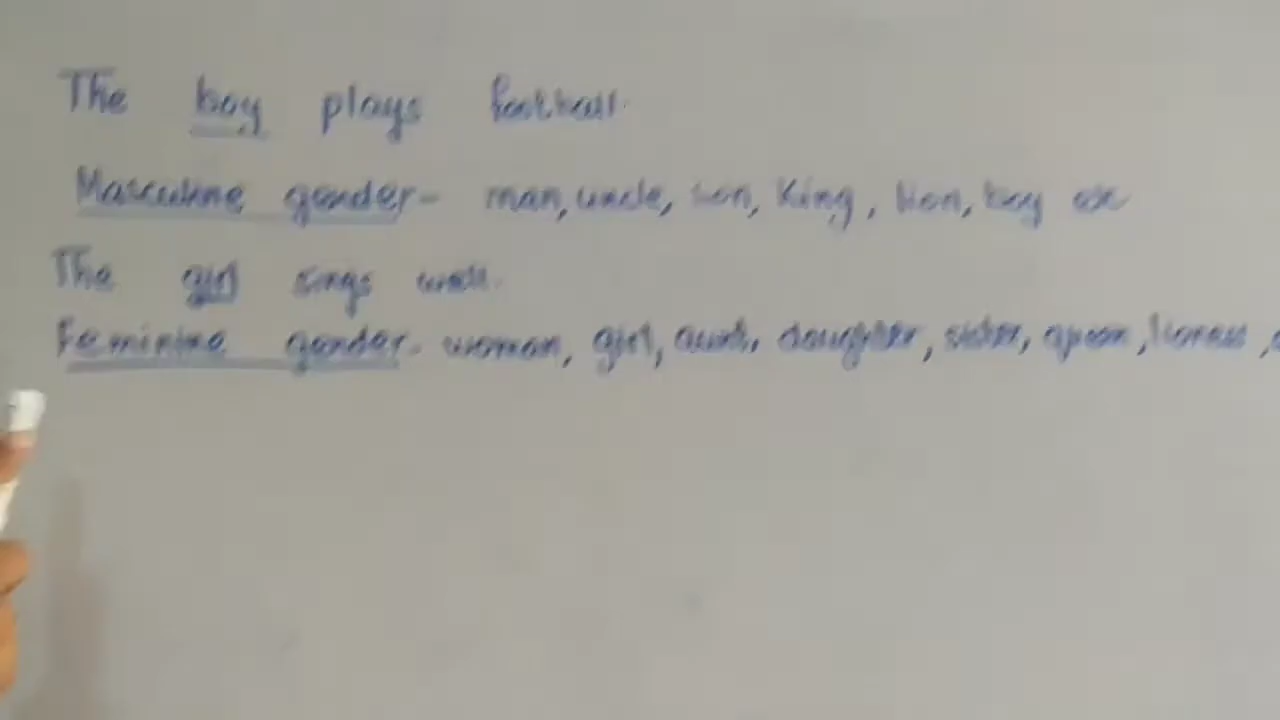 The boy plays football.
Masculine gender- man, uncle, son, King, lion, boy ox
The girl sings well.
Feminine gender- woman, girl, aunt, daughter, sister, queen, lioness,